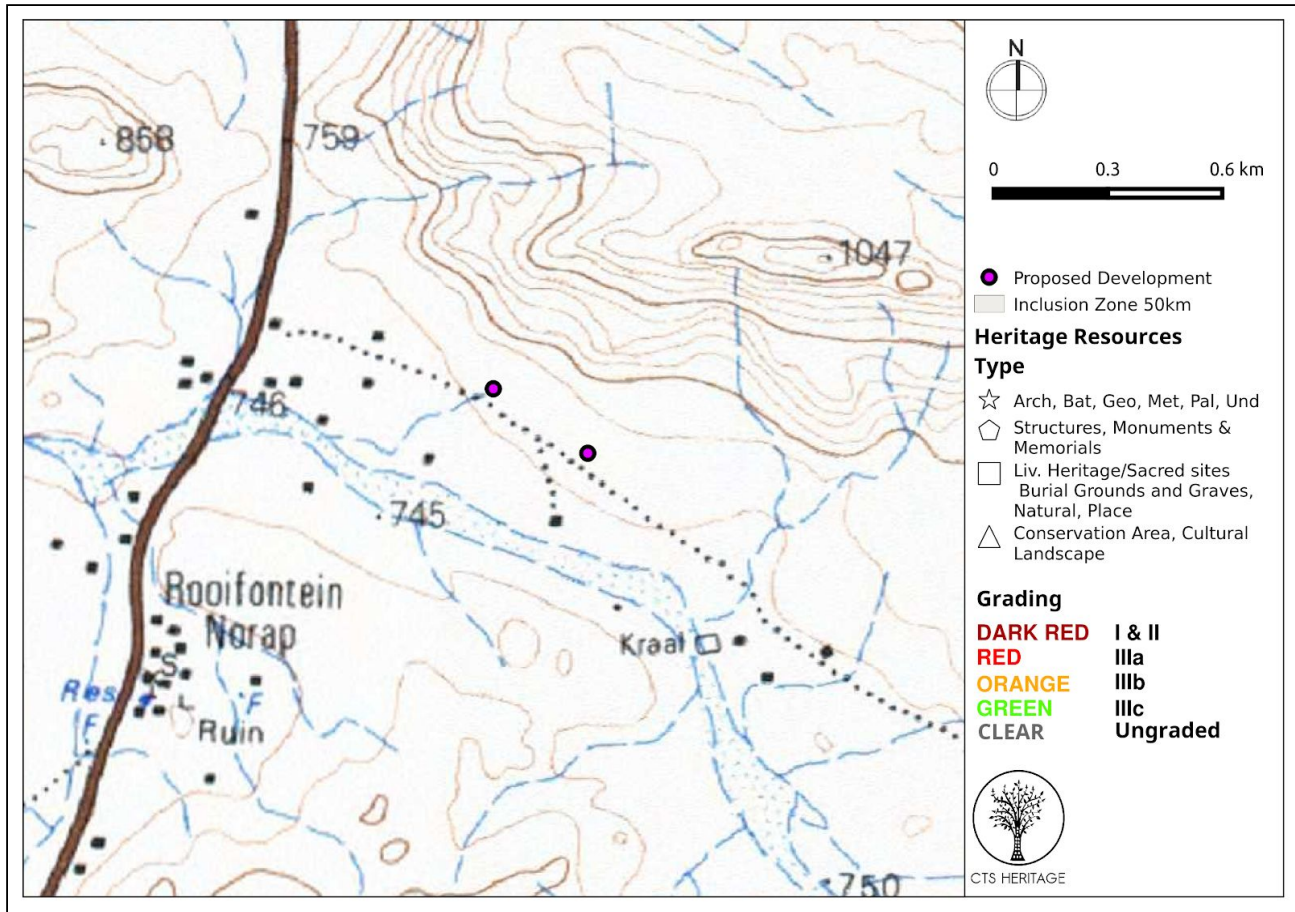 868
759
1047
746
745
Rooifontein
Norap
Kraal
S
L
Res
F
F
Ruin
750
N
0 0.3 0.6 km
Proposed Development
Inclusion Zone 50km
Heritage Resources
Type
Arch, Bat, Geo, Met, Pal, Und
Structures, Monuments &
Memorials
Liv. Heritage/Sacred sites
Burial Grounds and Graves,
Natural, Place
Conservation Area, Cultural
Landscape
Grading
DARK RED I & II
RED IIIa
ORANGE IIIb
GREEN IIIc
CLEAR Ungraded
CTS HERITAGE